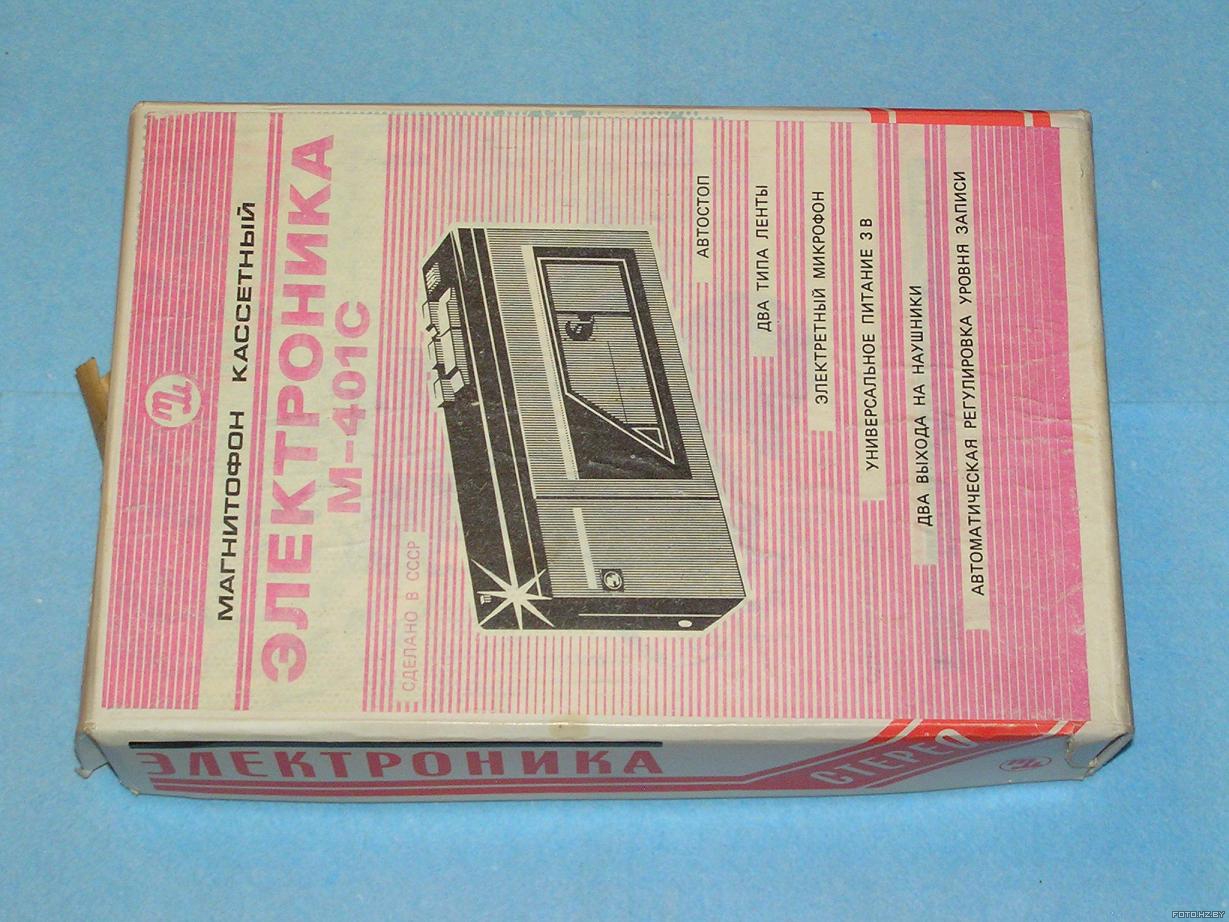 МАГНИТОФОН КАССЕТНЫЙ
ЭЛЕКТРОНИКА
М-401С
СДЕЛАНО В СССР
АВТОСТОП
ДВА ТИПА ЛЕНТЫ
ЭЛЕКТРЕТНЫЙ МИКРОФОН
УНИВЕРСАЛЬНОЕ ПИТАНИЕ 3 В
ДВА ВЫХОДА НА НАУШНИКИ
АВТОМАТИЧЕСКАЯ РЕГУЛИРОВКА УРОВНЯ ЗАПИСИ
ЭЛЕКТРОНИКА
СТЕРЕО
FOTO.HZ.BY